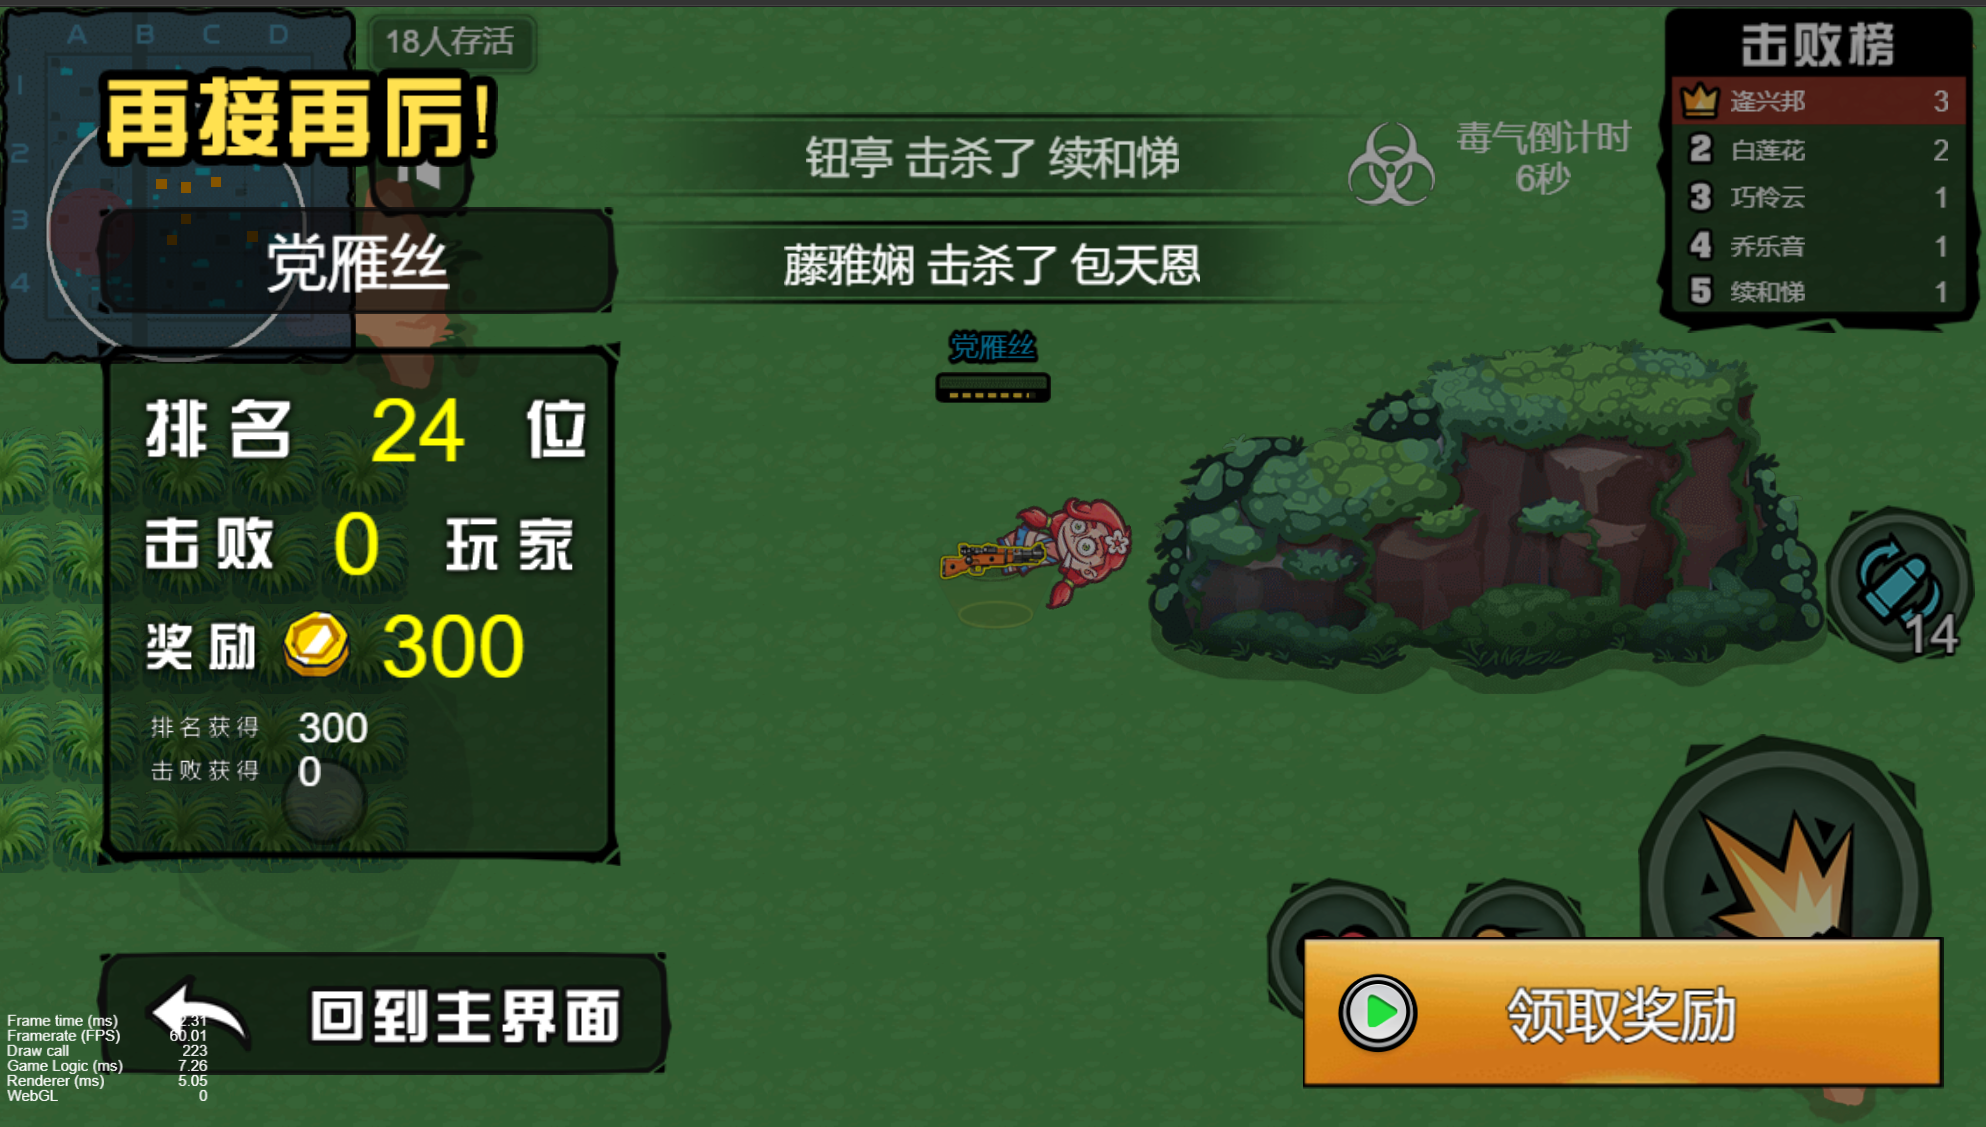 A B C D
1
2
3
4
18人存活
再接再厉!
党雁丝
排名 24 位
击败 0 玩家
奖励 300
排名获得 300
击败获得 0
回到主界面
Frame time (ms) 2.31
Framerate (FPS) 60.01
Draw call 223
Game Logic (ms) 7.26
Renderer (ms) 5.05
WebGL 0
钮亭 击杀了 续和悌
藤雅娴 击杀了 包天恩
党雁丝
毒气倒计时
6秒
击败榜
逄兴邦 3
2 白莲花 2
3 巧怜云 1
4 乔乐音 1
5 续和悌 1
14
领取奖励